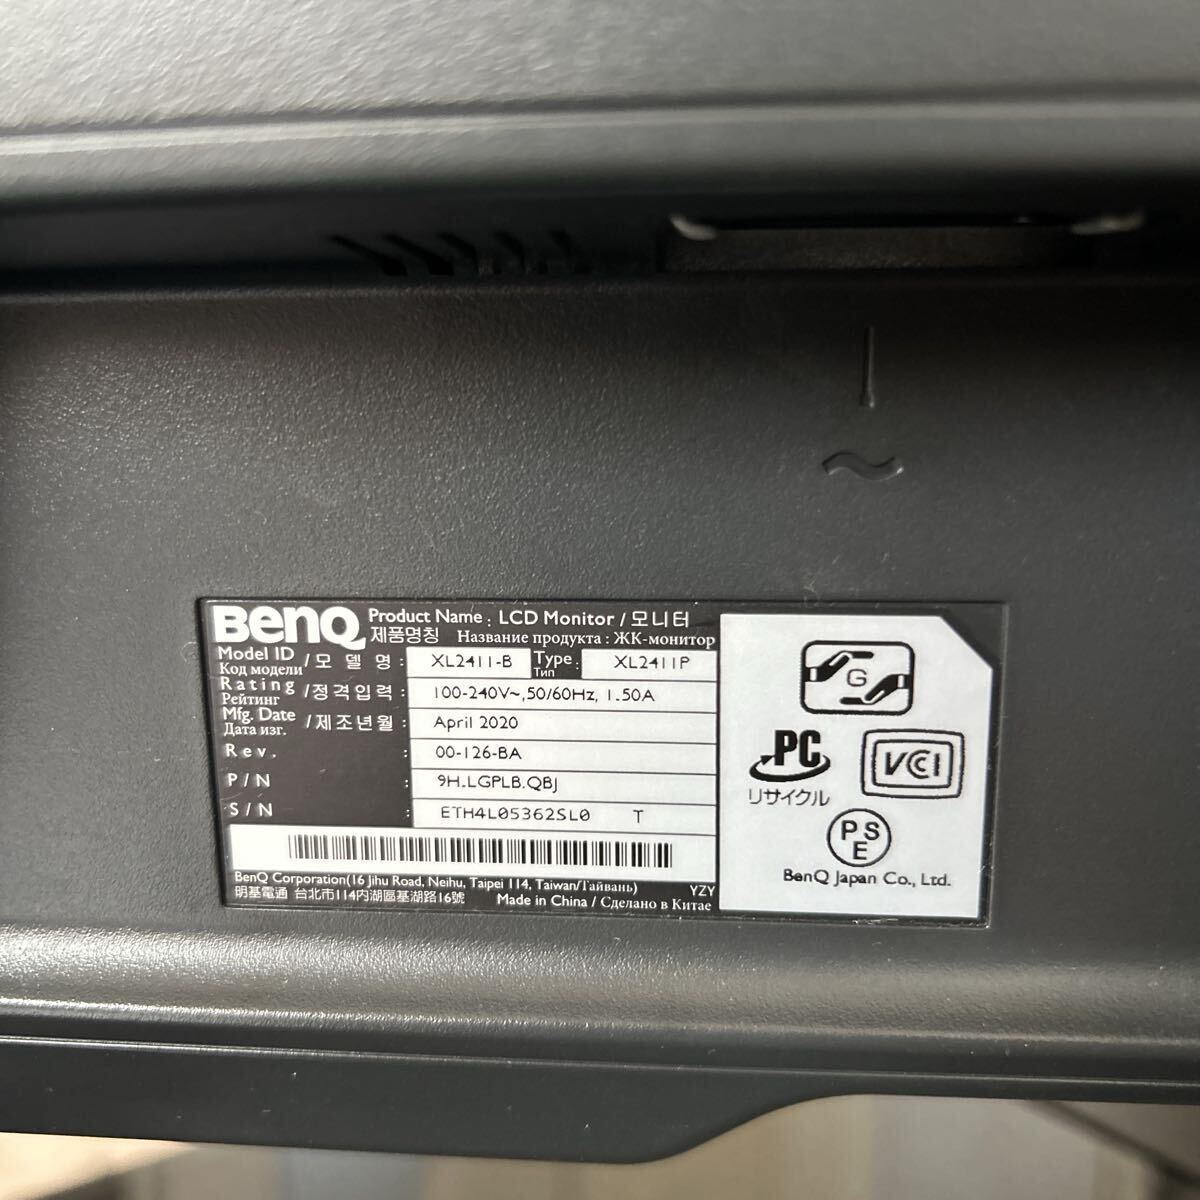 BenQ Product Name : LCD Monitor / 모니터
제품명칭 Название продукта : ЖК-монитор
Model ID / 모 델 명 : XL2411-B Type : XL2411P
Код модели Тип
Rating / 정격입력 : 100-240V~,50/60Hz, 1.50A
Рейтинг
Mfg. Date / 제조년월 : April 2020
Дата изг.
Rev. : 00-126-BA
P/N : 9H.LGPLB.QBJ
S/N : ETH4L05362SL0 T
BenQ Corporation(16 Jihu Road, Neihu, Taipei 114, Taiwan/Тайвань) YZY
明基電通 台北市114內湖區基湖路16號 Made in China / Сделано в Китае
G
PC
リサイクル
VCCI
PSE
BenQ Japan Co., Ltd.